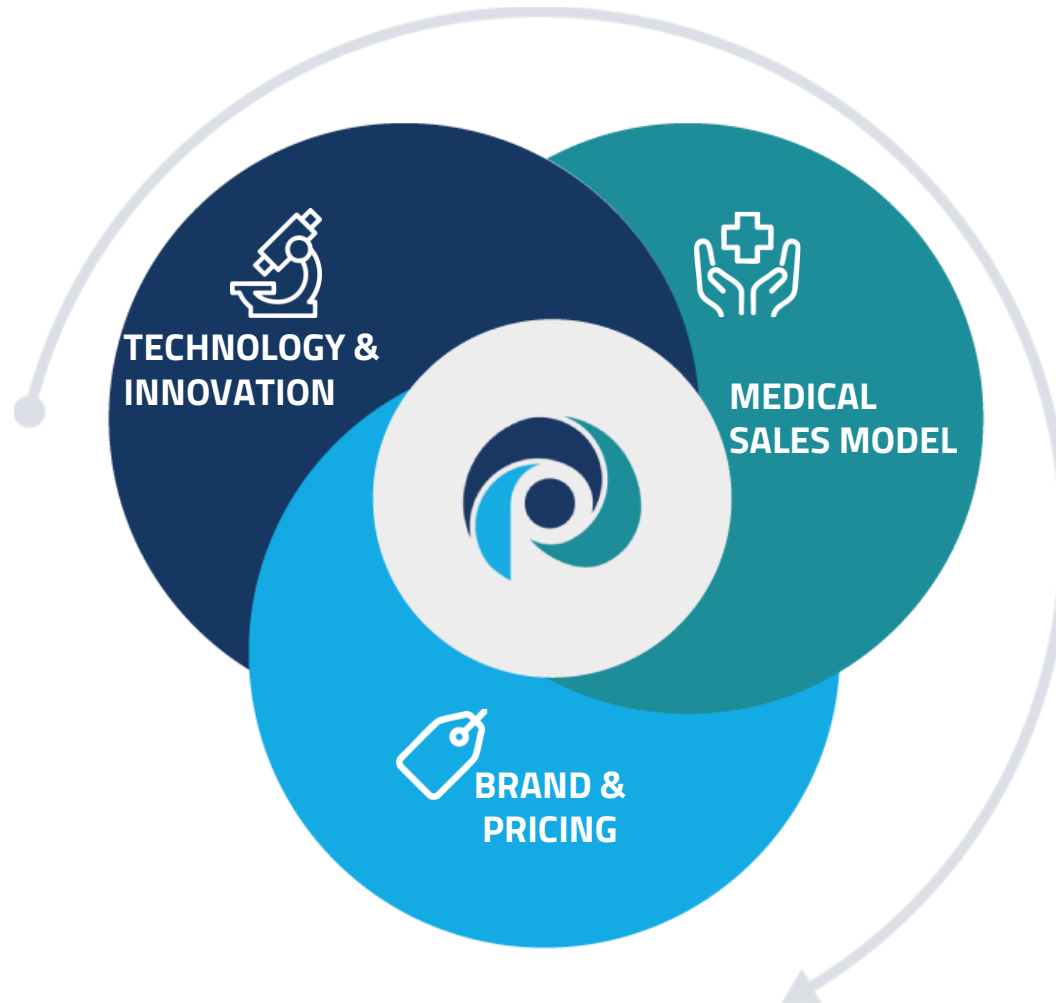 TECHNOLOGY &
INNOVATION
MEDICAL
SALES MODEL
BRAND &
PRICING